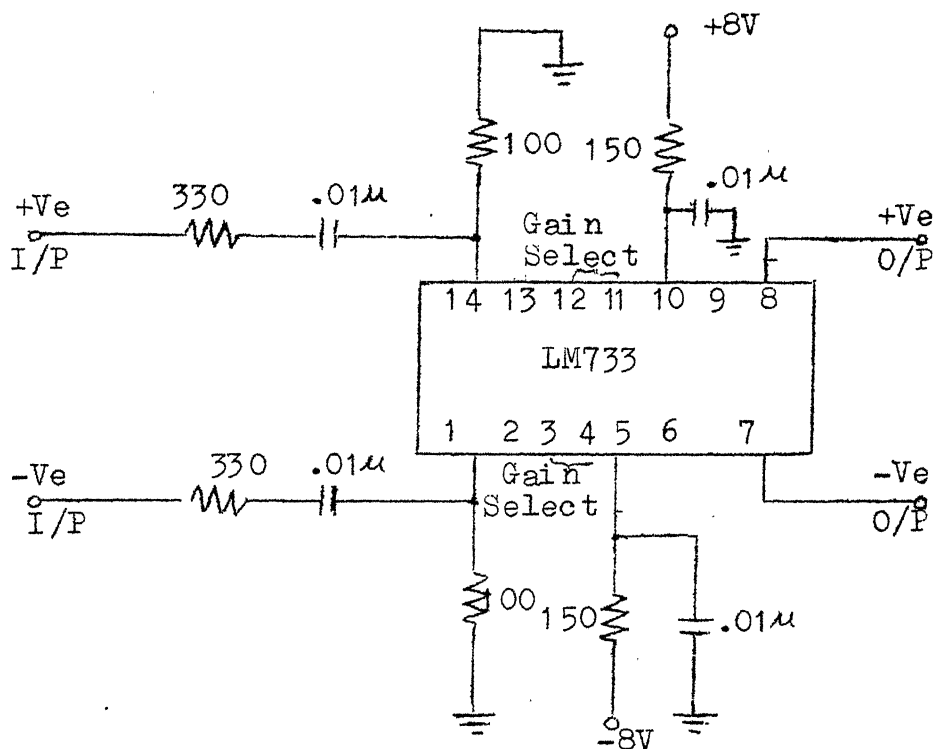 +8V
100
150
330
.01μ
.01μ
+Ve
I/P
Gain
Select
+Ve
O/P
14 13 12 11 10 9 8
LM733
1 2 3 4 5 6 7
330
.01μ
-Ve
I/P
Gain
Select
-Ve
O/P
100
150
.01μ
-8V